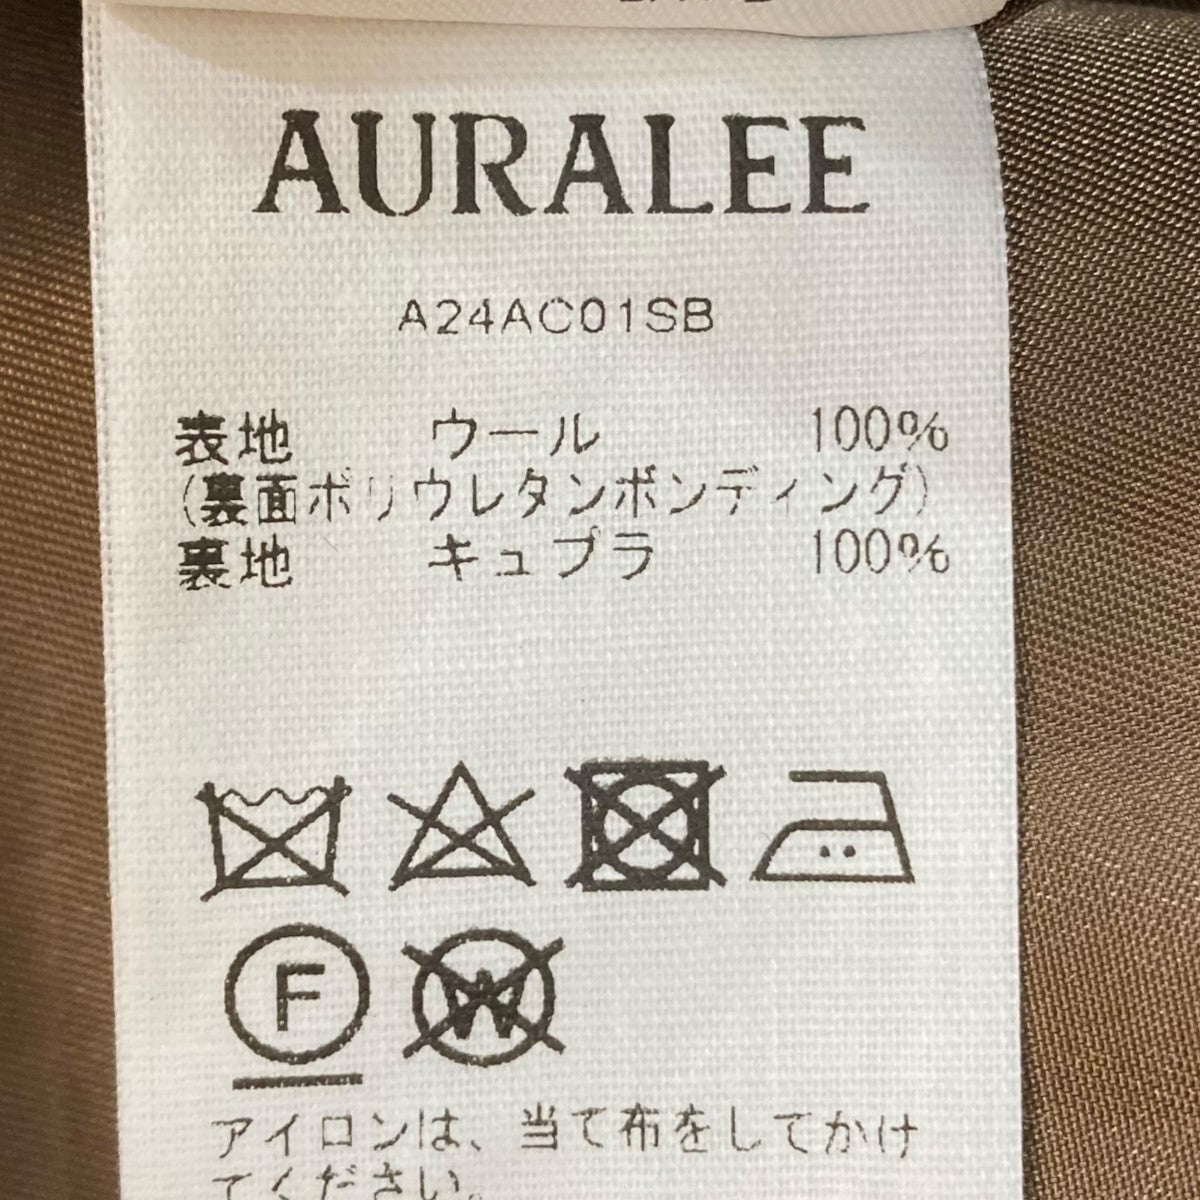 AURALEE
A24AC01SB
表地 ウール 100%
(裏面ポリウレタンボンディング)
裏地 キュプラ 100%
F
W
アイロンは、当て布をしてかけ
てください。